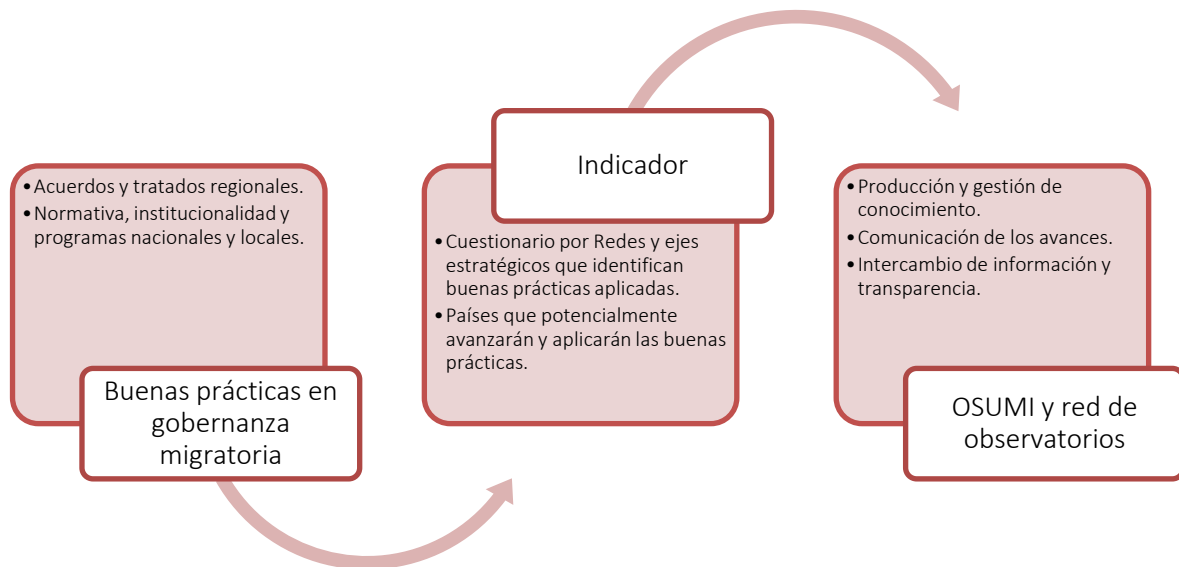 • Acuerdos y tratados regionales.
• Normativa, institucionalidad y
programas nacionales y locales.
Buenas prácticas en
gobernanza
migratoria
Indicador
• Cuestionario por Redes y ejes
estratégicos que identifican
buenas prácticas aplicadas.
• Países que potencialmente
avanzarán y aplicarán las buenas
prácticas.
• Producción y gestión de
conocimiento.
• Comunicación de los avances.
• Intercambio de información y
transparencia.
OSUMI y red de
observatorios